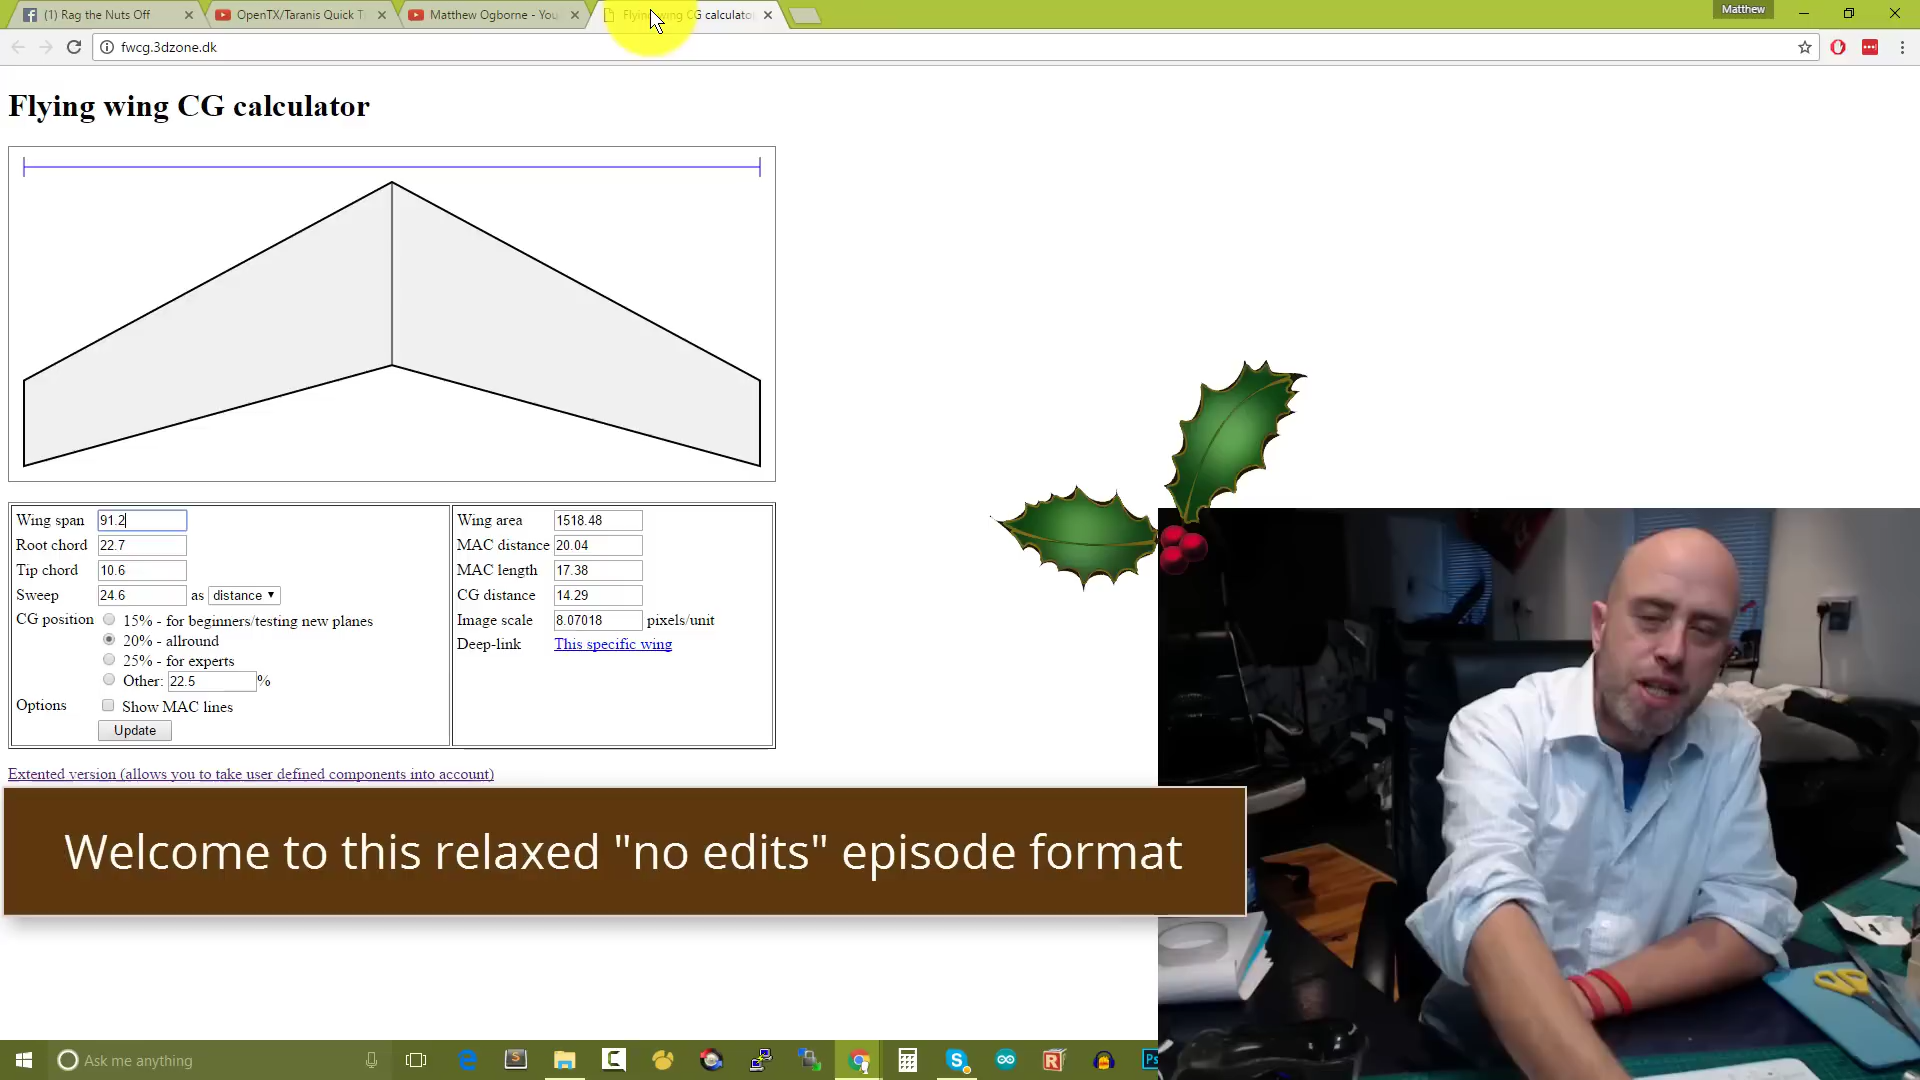 (1) Rag the Nuts Off
OpenTX/Taranis Quick T
Matthew Ogborne - You
Flying wing CG calculato
Matthew
fwcg.3dzone.dk
Flying wing CG calculator
Wing span 91.2
Root chord 22.7
Tip chord 10.6
Sweep 24.6 as distance
CG position 15% - for beginners/testing new planes
20% - allround
25% - for experts
Other: 22.5 %
Options Show MAC lines
Update
Wing area 1518.48
MAC distance 20.04
MAC length 17.38
CG distance 14.29
Image scale 8.07018 pixels/unit
Deep-link This specific wing
Extented version (allows you to take user defined components into account)
Welcome to this relaxed "no edits" episode format
Ask me anything
Ps